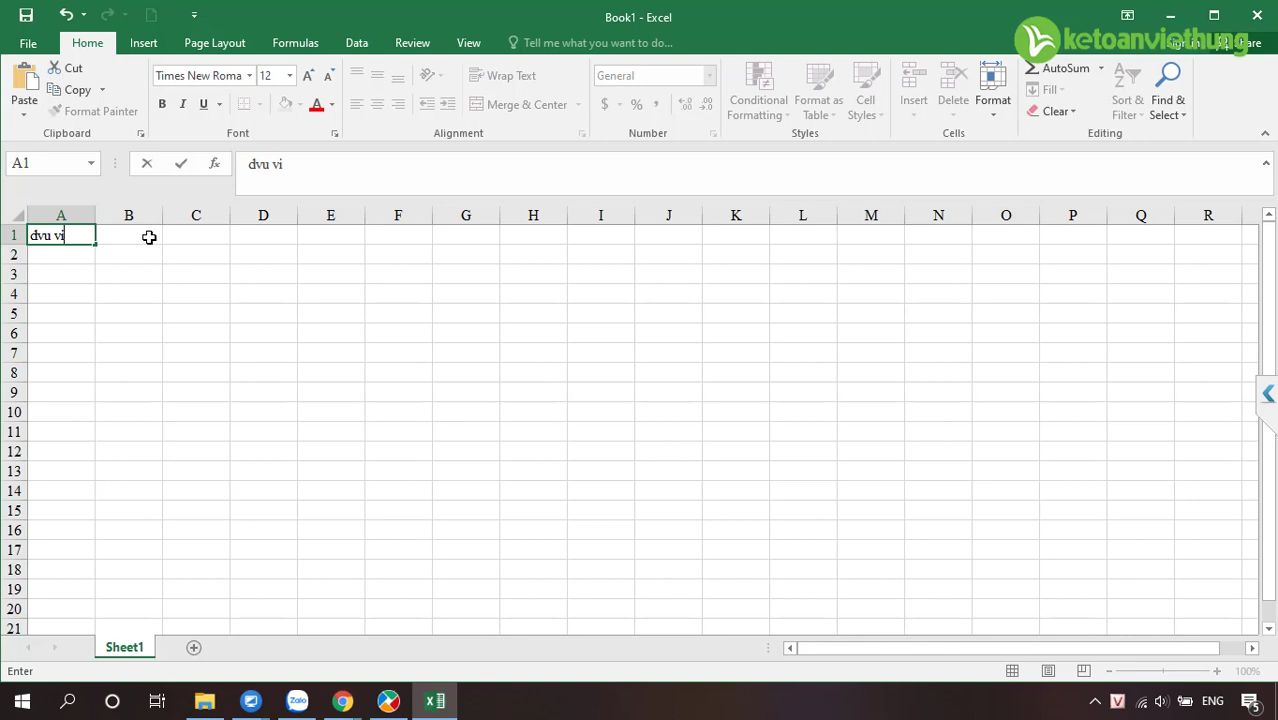 Book1 - Excel
ketoanviethung
File Home Insert Page Layout Formulas Data Review View Tell me what you want to do...
Cut
Copy
Format Painter
Paste
Times New Roma 12
B I U
A
Wrap Text
Merge & Center
General
$ % ,
Conditional Formatting
Format as Table
Cell Styles
Insert Delete Format
AutoSum
Fill
Clear
Sort & Filter
Find & Select
Clipboard Font Alignment Number Styles Cells Editing
A1 fx dvu vi
A B C D E F G H I J K L M N O P Q R
1 dvu vi
2
3
4
5
6
7
8
9
10
11
12
13
14
15
16
17
18
19
20
21
Sheet1
Enter 100%
Zalo V ENG 5